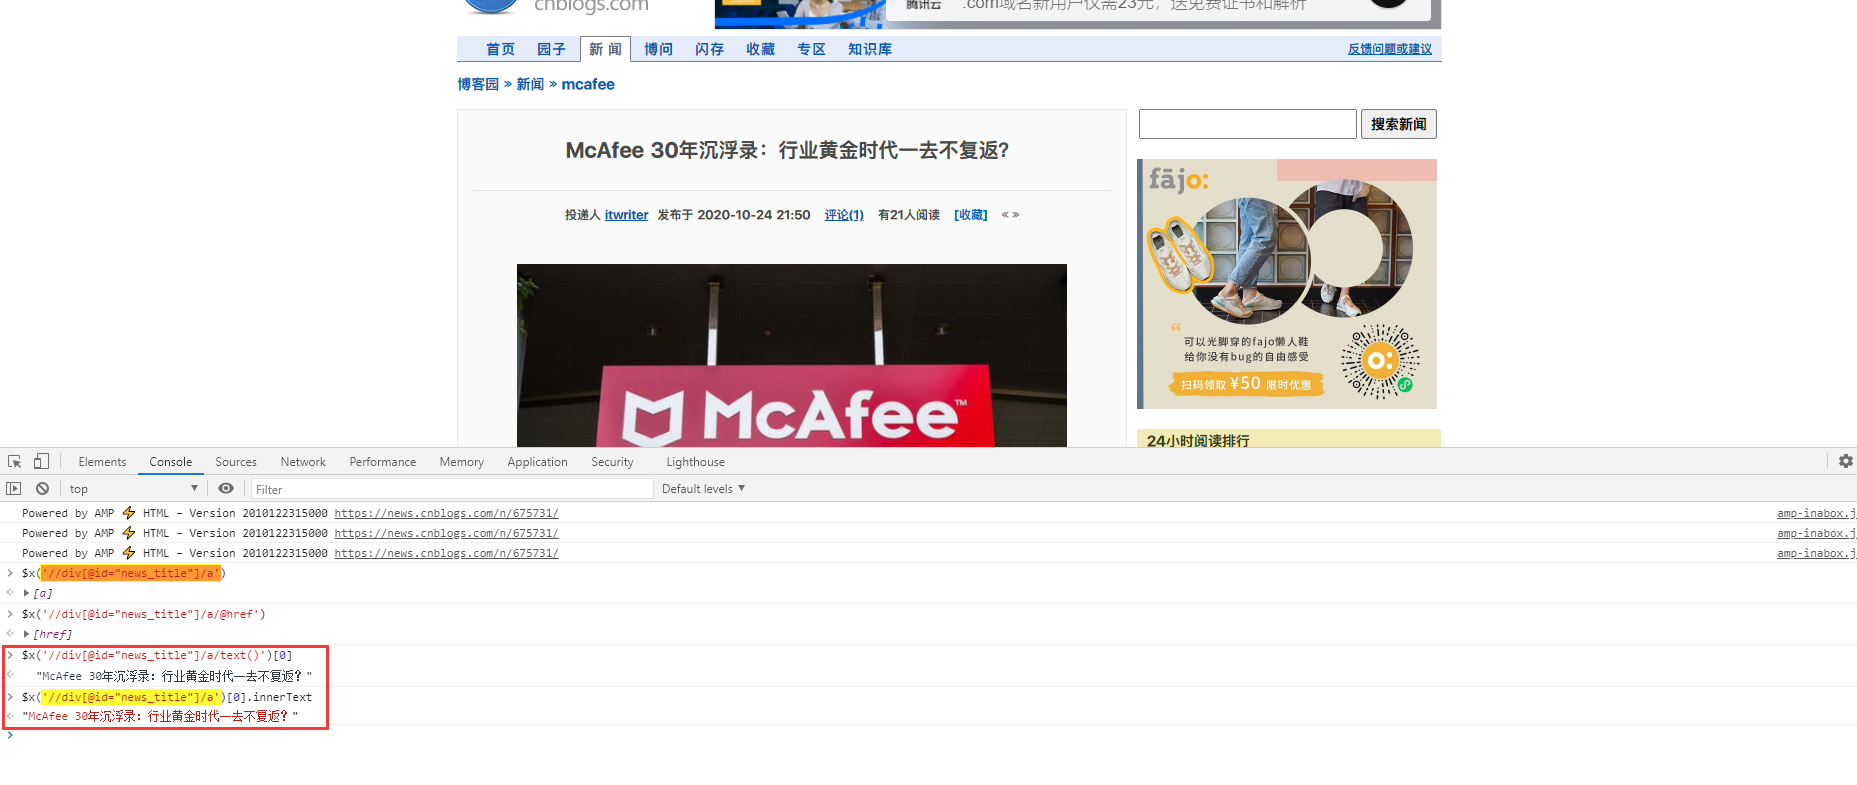 cnblogs.com
腾讯云
.com域名新用户仅需23元，送免费证书和解析
首页 园子 新闻 博问 闪存 收藏 专区 知识库
反馈问题或建议
博客园 » 新闻 » mcafee
搜索新闻
McAfee 30年沉浮录：行业黄金时代一去不复返?
投递人 itwriter 发布于 2020-10-24 21:50 评论(1) 有21人阅读 [收藏] « »
McAfee™
fājo:
“
可以光脚穿的fajo懒人鞋
给你没有bug的自由感受
扫码领取 ¥50 限时优惠
o:
24小时阅读排行
Elements Console Sources Network Performance Memory Application Security Lighthouse
top ▼ Filter Default levels ▼
Powered by AMP ⚡ HTML – Version 2010122315000 https://news.cnblogs.com/n/675731/ amp-inabox.j
Powered by AMP ⚡ HTML – Version 2010122315000 https://news.cnblogs.com/n/675731/ amp-inabox.j
Powered by AMP ⚡ HTML – Version 2010122315000 https://news.cnblogs.com/n/675731/ amp-inabox.j
> $x('//div[@id="news_title"]/a')
▶[a]
> $x('//div[@id="news_title"]/a/@href')
▶[href]
> $x('//div[@id="news_title"]/a/text()')[0]
"McAfee 30年沉浮录：行业黄金时代一去不复返？"
> $x('//div[@id="news_title"]/a')[0].innerText
"McAfee 30年沉浮录：行业黄金时代一去不复返？"
>